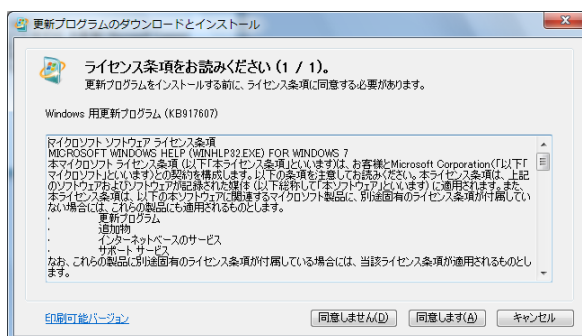 更新プログラムのダウンロードとインストール
ライセンス条項をお読みください (1 / 1)。
更新プログラムをインストールする前に、ライセンス条項に同意する必要があります。
Windows 用更新プログラム (KB917607)
マイクロソフト ソフトウェア ライセンス条項
MICROSOFT WINDOWS HELP (WINHLP32.EXE) FOR WINDOWS 7
本マイクロソフト ライセンス条項 (以下「本ライセンス条項」といいます)は、お客様とMicrosoft Corporation(「以下「
マイクロソフト」といいます)との契約を構成します。以下の条項を注意してお読みください。本ライセンス条項は、上記
のソフトウェアおよびソフトウェアが記録された媒体 (以下総称して「本ソフトウェア」といいます) に適用されます。また、
本ライセンス条項は、以下の本ソフトウェアに関連するマイクロソフト製品に、別途固有のライセンス条項が付属してい
ない場合には、これらの製品にも適用されるものとします。
· 更新プログラム
· 追加物
· インターネットベースのサービス
· サポート サービス
なお、これらの製品に別途固有のライセンス条項が付属している場合には、当該ライセンス条項が適用されるものとし
ます。
印刷可能バージョン
同意しません(D)
同意します(A)
キャンセル